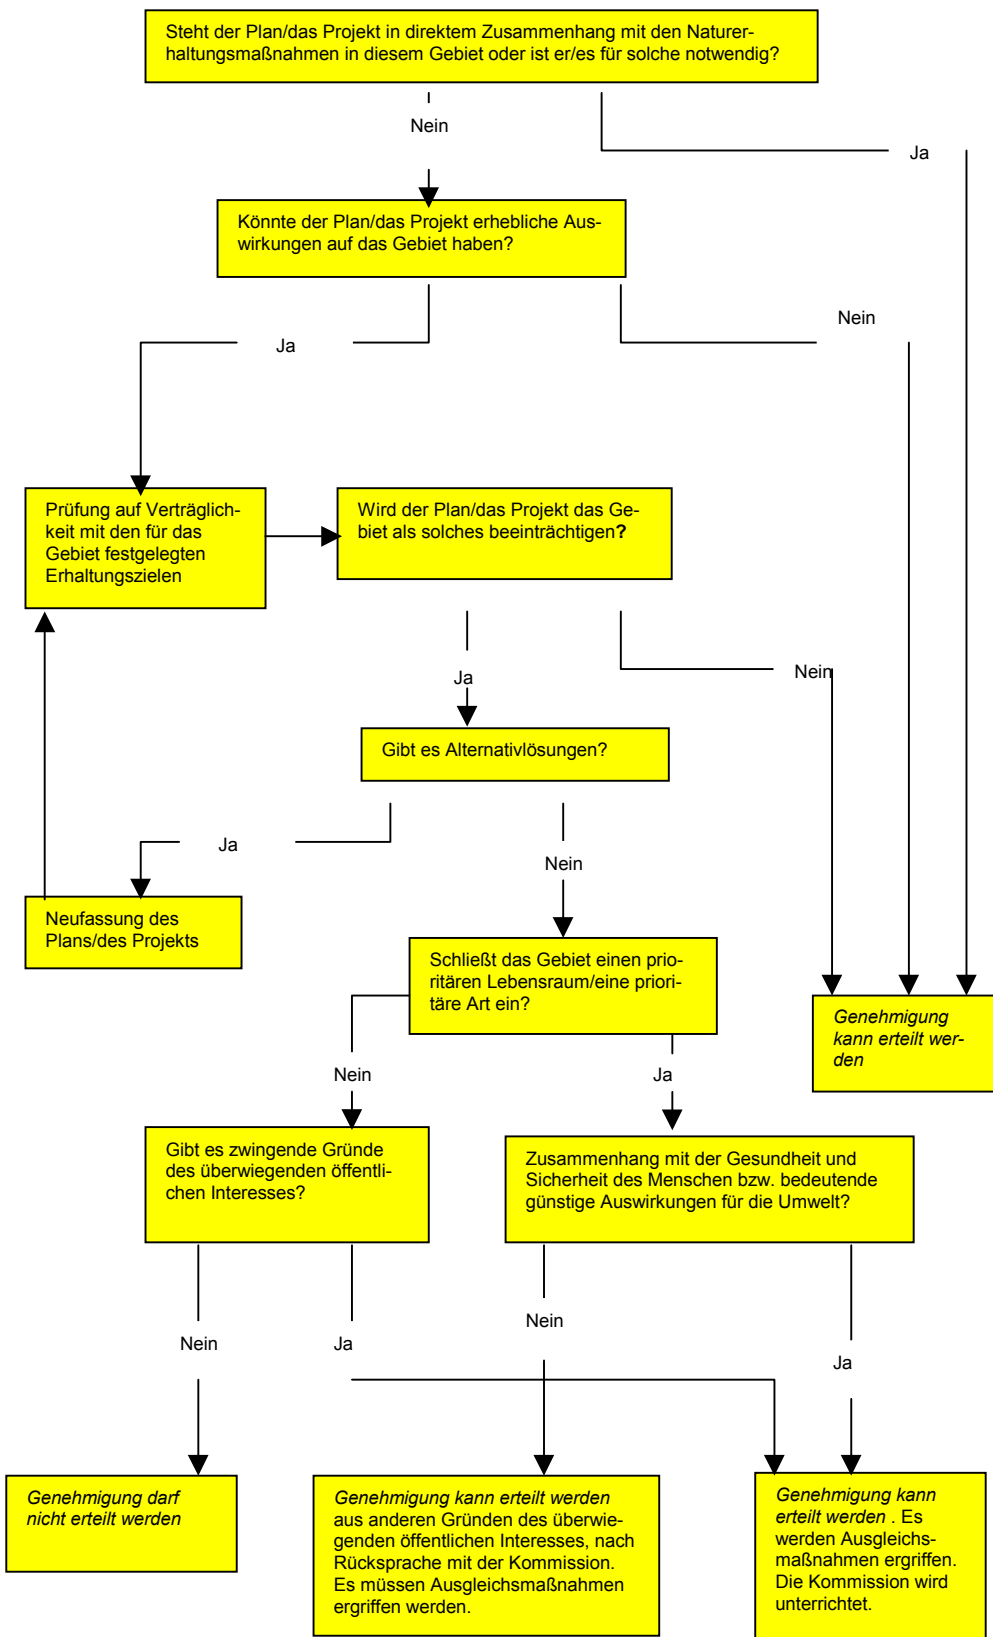 Steht der Plan/das Projekt in direktem Zusammenhang mit den Naturer-
haltungsmaßnahmen in diesem Gebiet oder ist er/es für solche notwendig?
Nein
Ja
Könnte der Plan/das Projekt erhebliche Aus-
wirkungen auf das Gebiet haben?
Nein
Ja
Prüfung auf Verträglich-
keit mit den für das
Gebiet festgelegten
Erhaltungszielen
Wird der Plan/das Projekt das Ge-
biet als solches beeinträchtigen?
Nein
Ja
Gibt es Alternativlösungen?
Ja
Nein
Neufassung des
Plans/des Projekts
Schließt das Gebiet einen prio-
ritären Lebensraum/eine priori-
täre Art ein?
Genehmigung
kann erteilt wer-
den
Nein
Ja
Gibt es zwingende Gründe
des überwiegenden öffentli-
chen Interesses?
Zusammenhang mit der Gesundheit und
Sicherheit des Menschen bzw. bedeutende
günstige Auswirkungen für die Umwelt?
Nein
Ja
Nein
Ja
Genehmigung darf
nicht erteilt werden
Genehmigung kann erteilt werden
aus anderen Gründen des überwie-
genden öffentlichen Interesses, nach
Rücksprache mit der Kommission.
Es müssen Ausgleichsmaßnahmen
ergriffen werden.
Genehmigung kann
erteilt werden . Es
werden Ausgleichs-
maßnahmen ergriffen.
Die Kommission wird
unterrichtet.